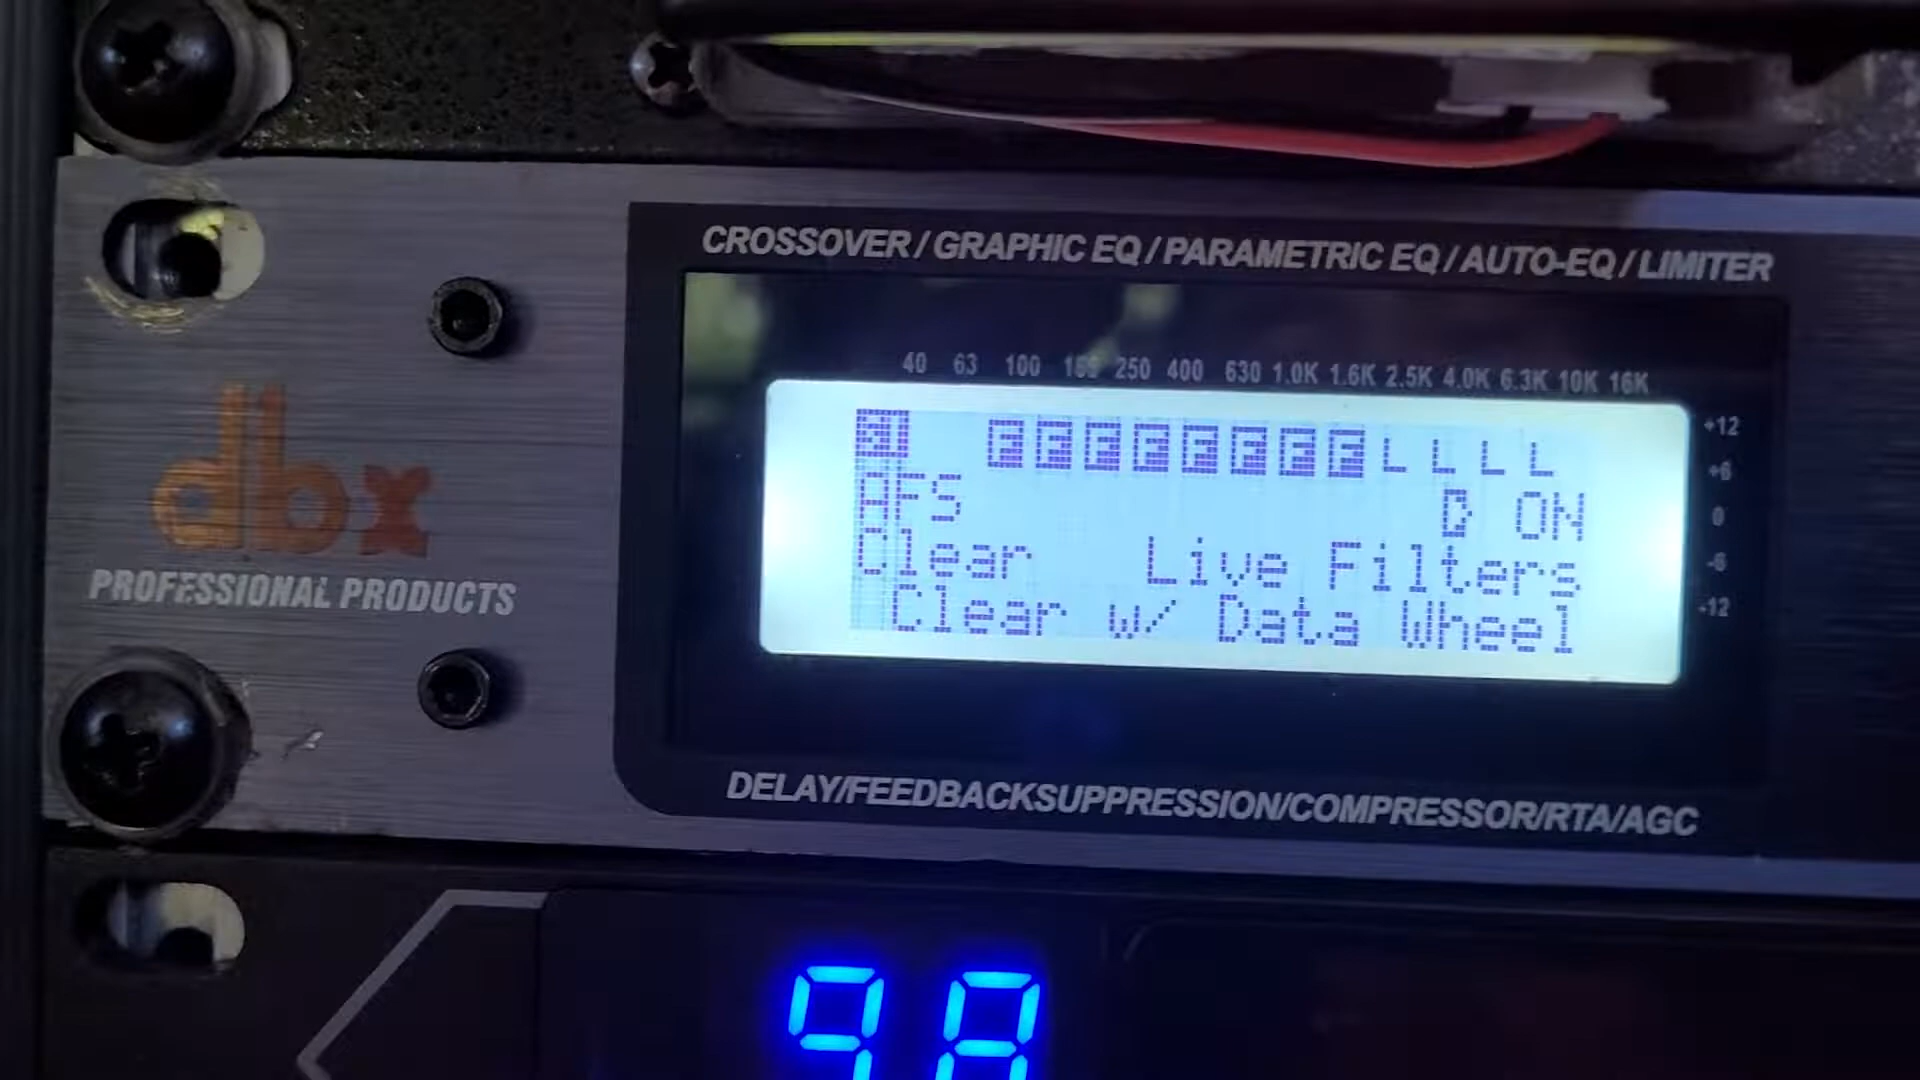 CROSSOVER / GRAPHIC EQ / PARAMETRIC EQ / AUTO-EQ / LIMITER
40 63 100 160 250 400 630 1.0K 1.6K 2.5K 4.0K 6.3K 10K 16K
+12
+6
0
-6
-12
FFFFFFFFLLLL
AFS D ON
Clear Live Filters
Clear w/ Data Wheel
dbx
PROFESSIONAL PRODUCTS
DELAY/FEEDBACKSUPPRESSION/COMPRESSOR/RTA/AGC